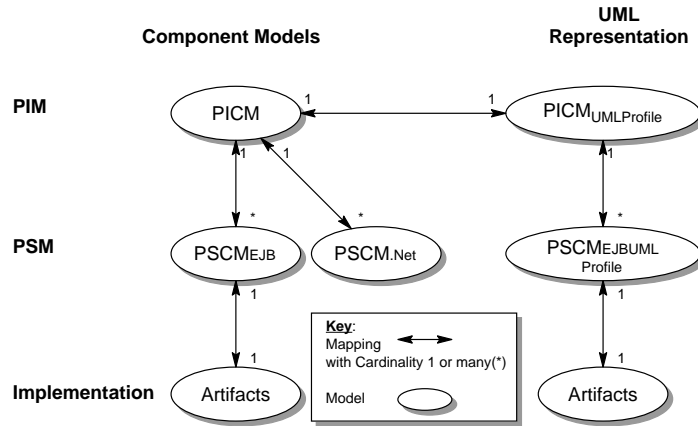 Component Models
UML
Representation
PIM
PICM
1
1
PICMUMLProfile
1
1
1
*
*
*
PSM
PSCMEJB
PSCM.Net
PSCMEJBUML
Profile
1
1
Key:
Mapping
with Cardinality 1 or many(*)
1
1
Implementation
Artifacts
Model
Artifacts